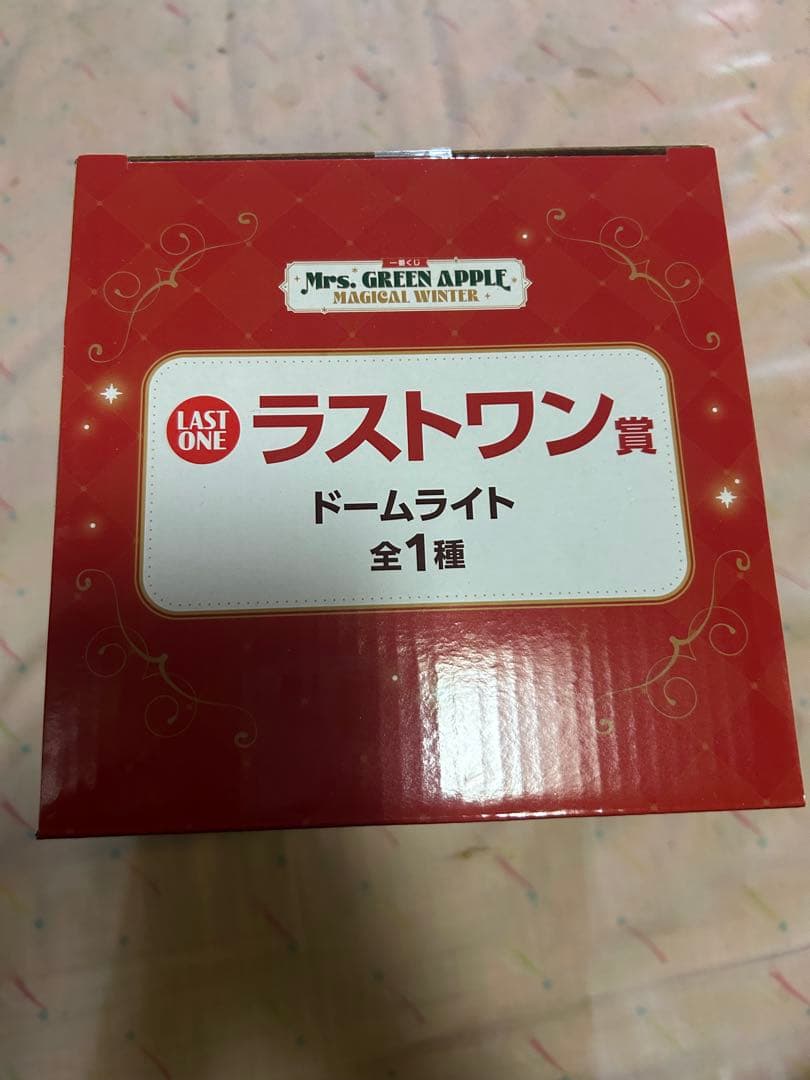 一番くじ
Mrs. GREEN APPLE
MAGICAL WINTER
LAST
ONE
ラストワン賞
ドームライト
全1種